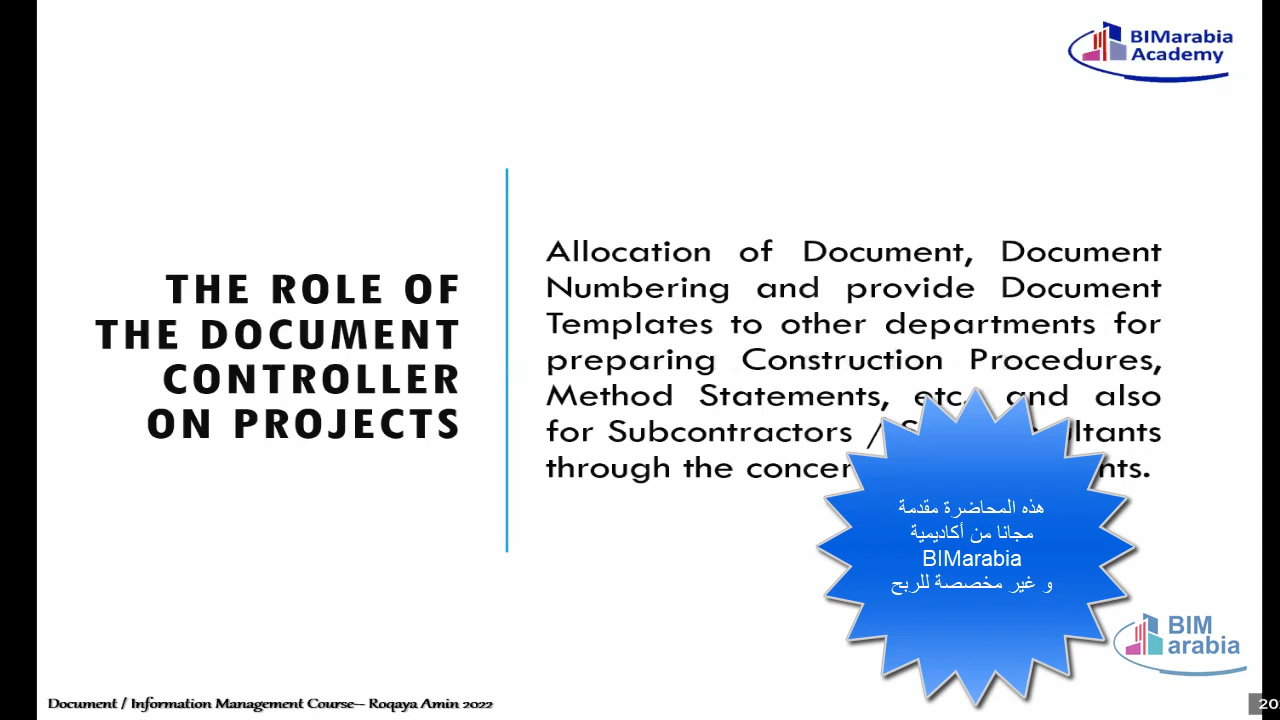 BIMarabia
Academy
THE ROLE OF
THE DOCUMENT
CONTROLLER
ON PROJECTS
Allocation of Document, Document
Numbering and provide Document
Templates to other departments for
preparing Construction Procedures,
Method Statements, etc. and also
for Subcontractors /
through the
هذه المحاضرة مقدمة
مجانا من أكاديمية
BIMarabia
و غير مخصصة للربح
BIM
arabia
Document / Information Management Course-- Roqaya Amin 2022
20